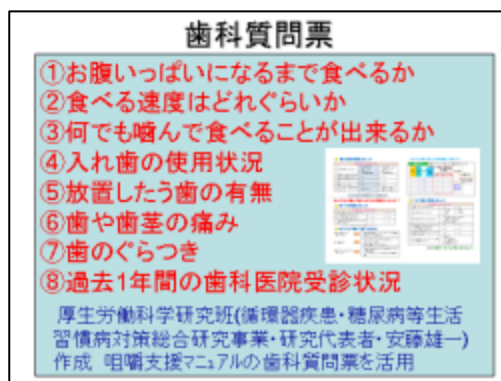 歯科質問票
①お腹いっぱいになるまで食べるか
②食べる速度はどれぐらいか
③何でも噛んで食べることが出来るか
④入れ歯の使用状況
⑤放置したう歯の有無
⑥歯や歯茎の痛み
⑦歯のぐらつき
⑧過去1年間の歯科医院受診状況
厚生労働科学研究班(循環器疾患・糖尿病等生活
習慣病対策総合研究事業・研究代表者・安藤雄一)
作成 咀嚼支援マニュアルの歯科質問票を活用